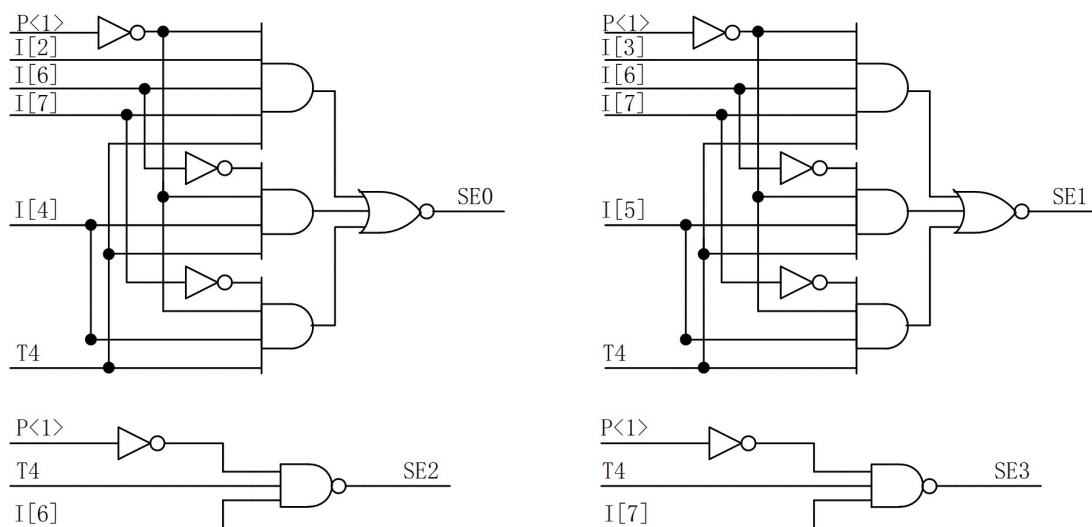 P<1>
I[2]
I[6]
I[7]
I[4]
SE0
T4
P<1>
I[3]
I[6]
I[7]
I[5]
SE1
T4
P<1>
T4
SE2
I[6]
P<1>
T4
SE3
I[7]